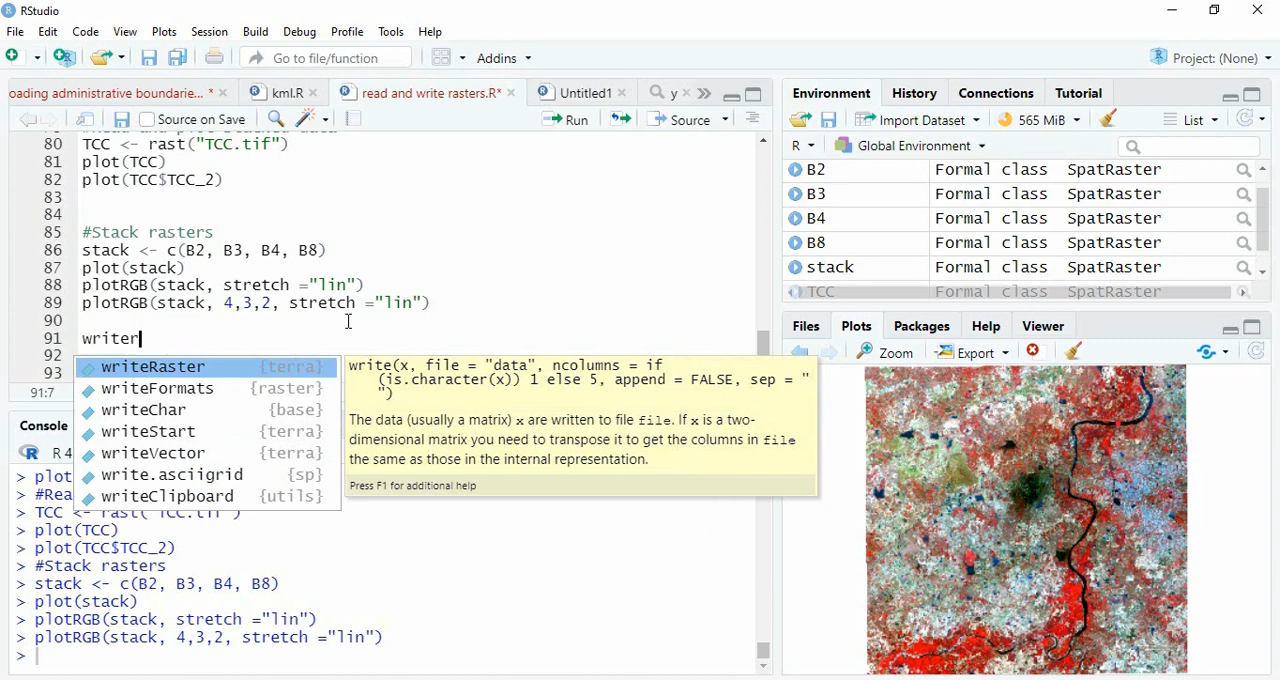 RStudio
File Edit Code View Plots Session Build Debug Profile Tools Help
Go to file/function Addins Project: (None)
oading administrative boundarie... * kml.R read and write rasters.R* Untitled1 y
Source on Save Run Source
80 TCC <- rast("TCC.tif")
81 plot(TCC)
82 plot(TCC$TCC_2)
83
84
85 #Stack rasters
86 stack <- c(B2, B3, B4, B8)
87 plot(stack)
88 plotRGB(stack, stretch ="lin")
89 plotRGB(stack, 4,3,2, stretch ="lin")
90
91 writer
92
93
writeRaster {terra}
writeFormats {raster}
writeChar {base}
writeStart {terra}
writeVector {terra}
write.asciigrid {sp}
writeClipboard {utils}
write(x, file = "data", ncolumns = if
(is.character(x)) 1 else 5, append = FALSE, sep = "
")
The data (usually a matrix) x are written to file file. If x is a two-
dimensional matrix you need to transpose it to get the columns in file
the same as those in the internal representation.
Press F1 for additional help
91:7
Console
R 4
> plot
> #Rea
> TCC <- rast("TCC.tif")
> plot(TCC)
> plot(TCC$TCC_2)
> #Stack rasters
> stack <- c(B2, B3, B4, B8)
> plot(stack)
> plotRGB(stack, stretch ="lin")
> plotRGB(stack, 4,3,2, stretch ="lin")
>
Environment History Connections Tutorial
Import Dataset 565 MiB List
R Global Environment
B2 Formal class SpatRaster
B3 Formal class SpatRaster
B4 Formal class SpatRaster
B8 Formal class SpatRaster
stack Formal class SpatRaster
TCC Formal class SpatRaster
Files Plots Packages Help Viewer
Zoom Export